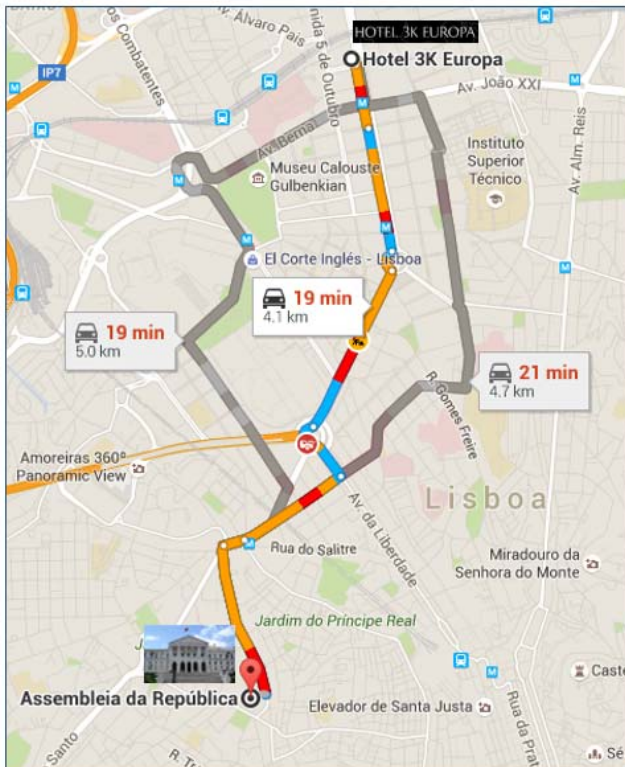 Av. Álvaro Pais
HOTEL 3K EUROPA
Hotel 3K Europa
IP7
Combatentes
5 de Outubro
Av. João XXI
Av. Berna
Museu Calouste
Gulbenkian
Instituto
Superior
Técnico
Av. Alm. Reis
El Corte Inglés - Lisboa
19 min
4.1 km
19 min
5.0 km
21 min
4.7 km
R. Gomes Freire
Amoreiras 360º
Panoramic View
Lisboa
Av. da Liberdade
Rua do Salitre
Miradouro da
Senhora do Monte
Jardim do Príncipe Real
Assembleia da República
Elevador de Santa Justa
Caste
Rua da Prat
Santo
R. T
Sé
M